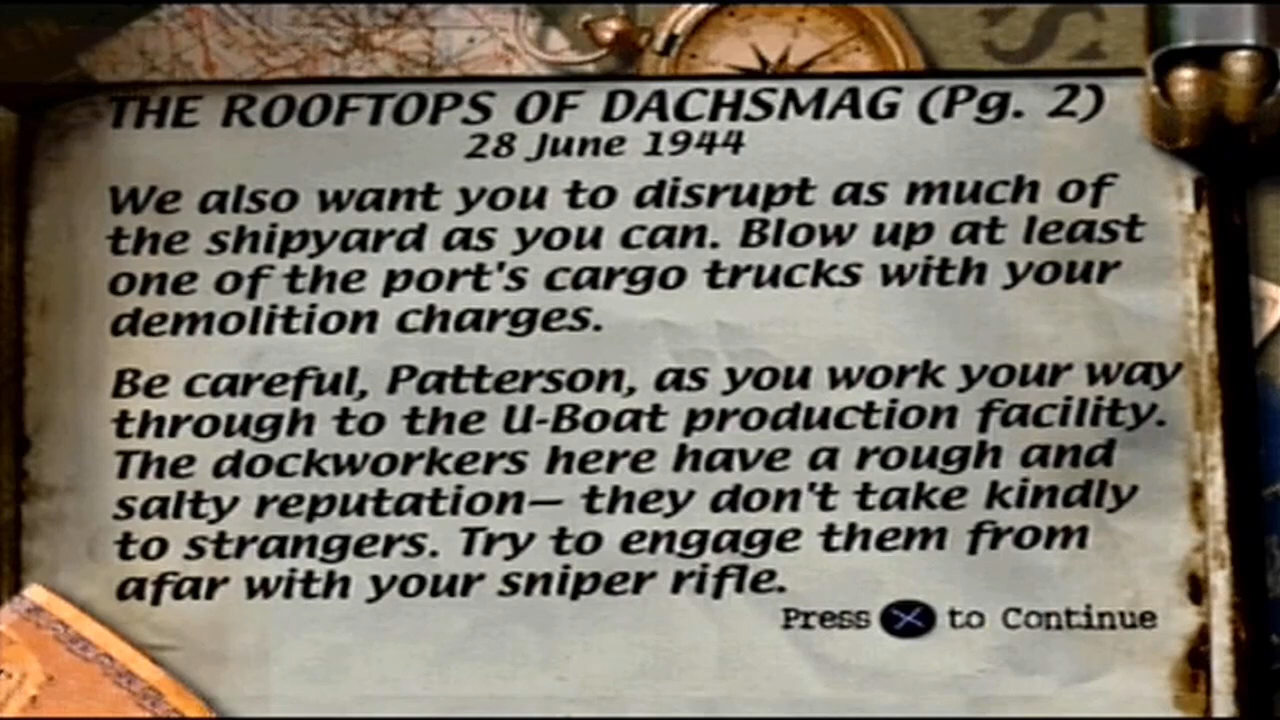 THE ROOFTOPS OF DACHSMAG (Pg. 2)
28 June 1944
We also want you to disrupt as much of
the shipyard as you can. Blow up at least
one of the port's cargo trucks with your
demolition charges.
Be careful, Patterson, as you work your way
through to the U-Boat production facility.
The dockworkers here have a rough and
salty reputation— they don't take kindly
to strangers. Try to engage them from
afar with your sniper rifle.
Press to Continue